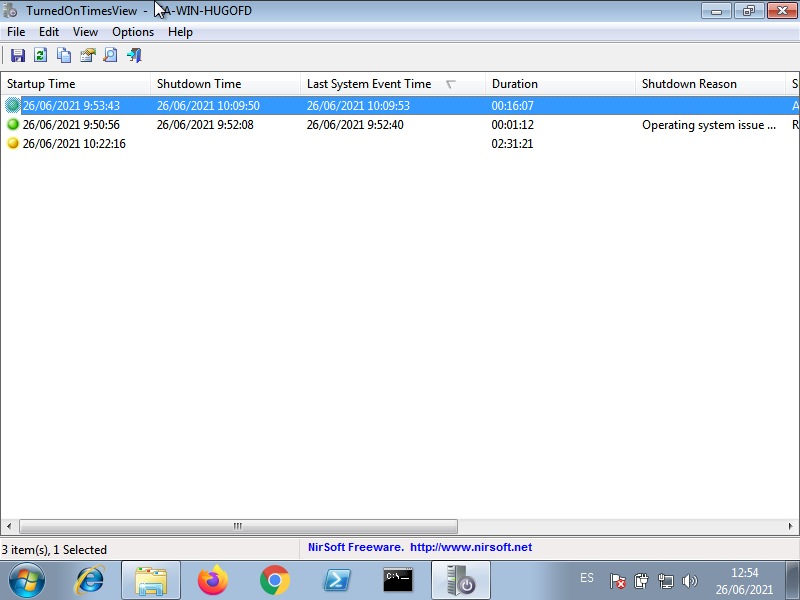 TurnedOnTimesView - A-WIN-HUGOFD
File Edit View Options Help
Startup Time Shutdown Time Last System Event Time Duration Shutdown Reason S
26/06/2021 9:53:43 26/06/2021 10:09:50 26/06/2021 10:09:53 00:16:07 A
26/06/2021 9:50:56 26/06/2021 9:52:08 26/06/2021 9:52:40 00:01:12 Operating system issue ... R
26/06/2021 10:22:16 02:31:21
3 item(s), 1 Selected NirSoft Freeware. http://www.nirsoft.net
C:\_
ES 12:54
26/06/2021